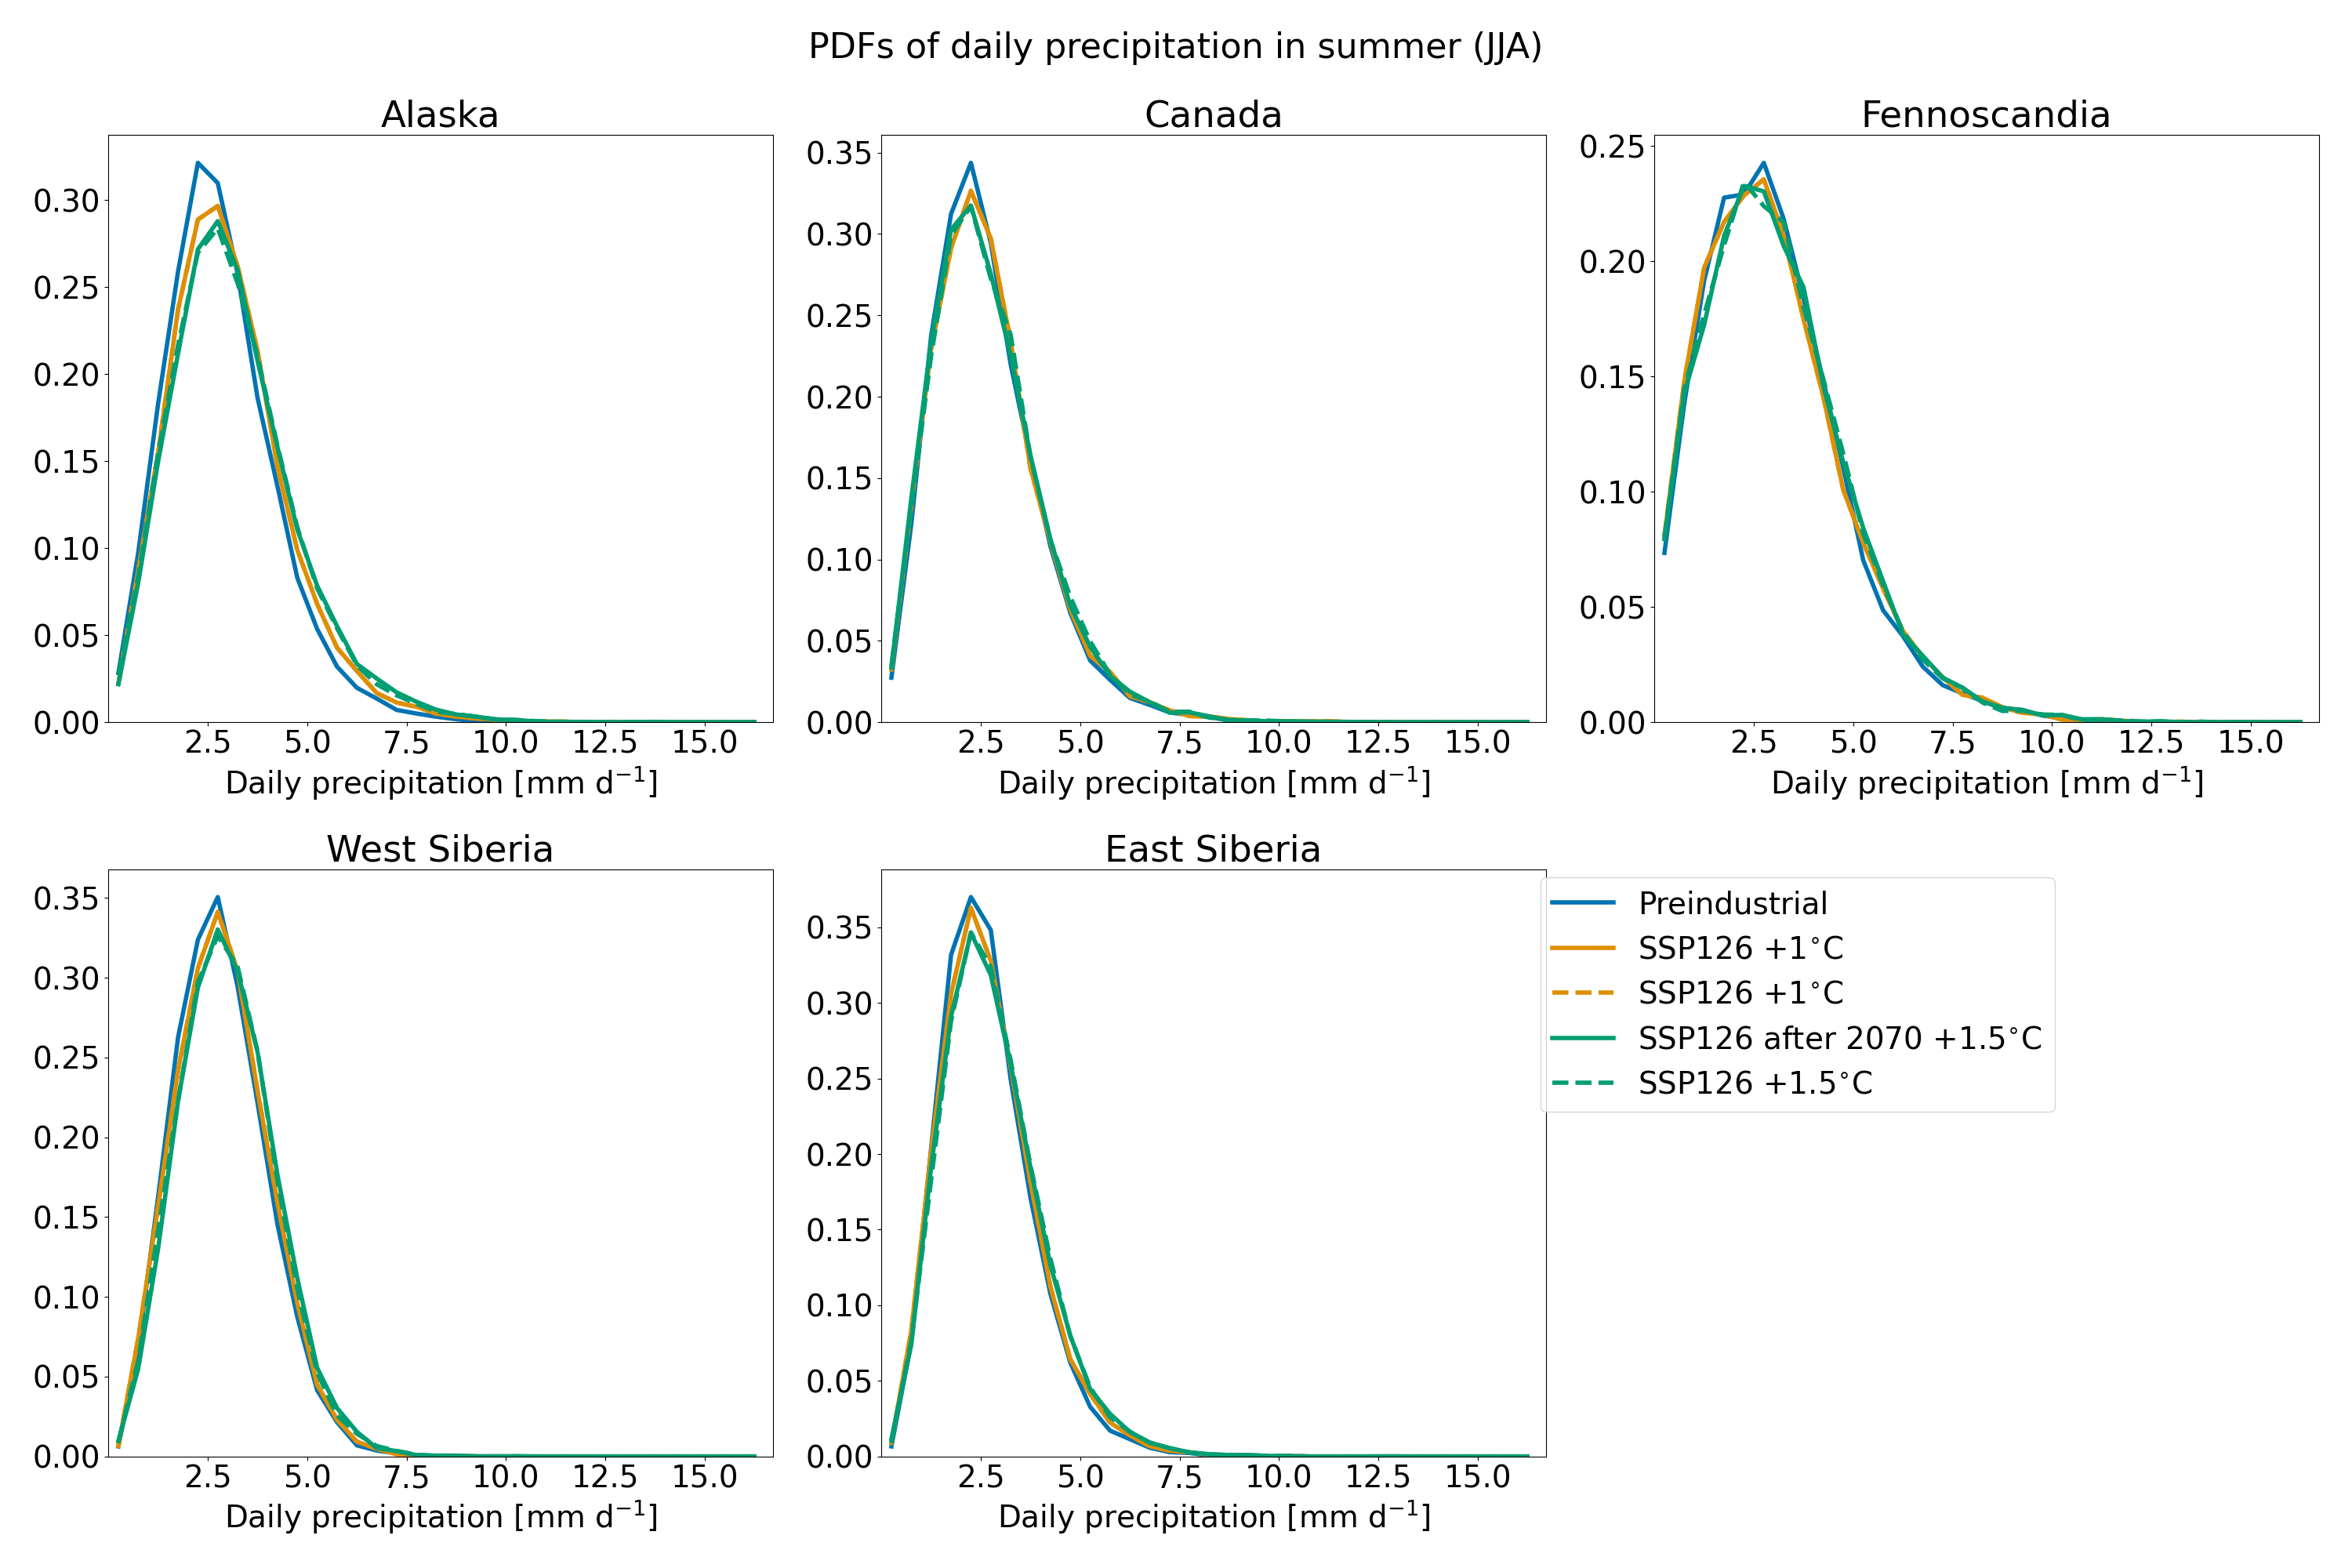 PDFs of daily precipitation in summer (JJA)
Alaska
0.30
0.25
0.20
0.15
0.10
0.05
0.00
2.5 5.0 7.5 10.0 12.5 15.0
Daily precipitation [mm d⁻¹]
Canada
0.35
0.30
0.25
0.20
0.15
0.10
0.05
0.00
2.5 5.0 7.5 10.0 12.5 15.0
Daily precipitation [mm d⁻¹]
Fennoscandia
0.25
0.20
0.15
0.10
0.05
0.00
2.5 5.0 7.5 10.0 12.5 15.0
Daily precipitation [mm d⁻¹]
West Siberia
0.35
0.30
0.25
0.20
0.15
0.10
0.05
0.00
2.5 5.0 7.5 10.0 12.5 15.0
Daily precipitation [mm d⁻¹]
East Siberia
0.35
0.30
0.25
0.20
0.15
0.10
0.05
0.00
2.5 5.0 7.5 10.0 12.5 15.0
Daily precipitation [mm d⁻¹]
Preindustrial
SSP126 +1°C
SSP126 +1°C
SSP126 after 2070 +1.5°C
SSP126 +1.5°C